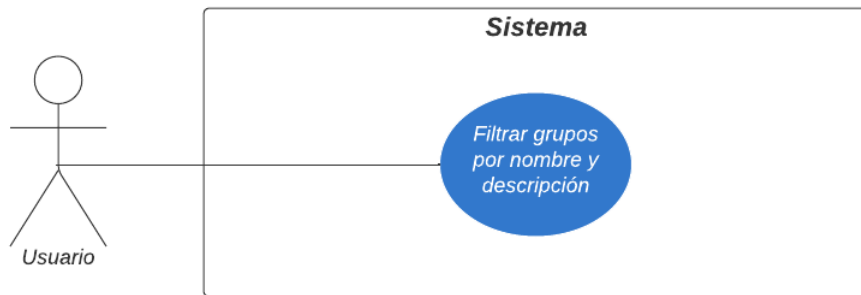 Sistema
Filtrar grupos
por nombre y
descripción
Usuario